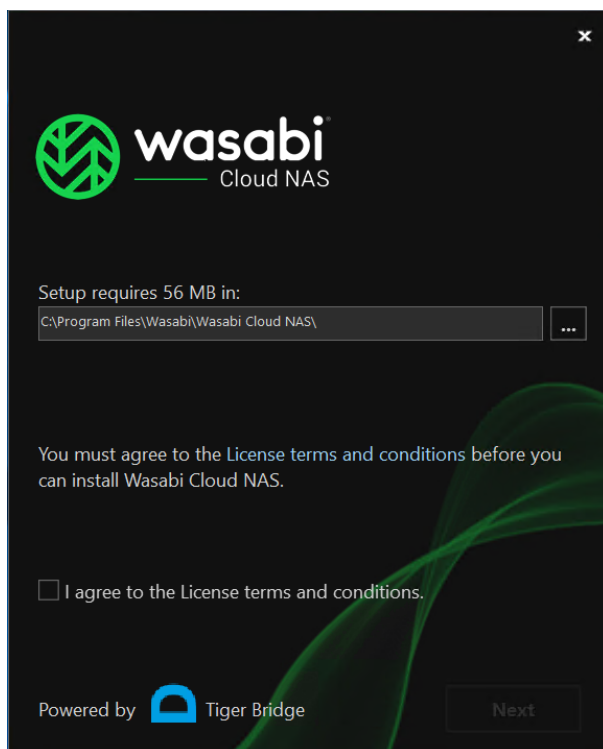 wasabi
Cloud NAS
Setup requires 56 MB in:
C:\Program Files\Wasabi\Wasabi Cloud NAS\
...
You must agree to the License terms and conditions before you
can install Wasabi Cloud NAS.
I agree to the License terms and conditions.
Powered by Tiger Bridge
Next